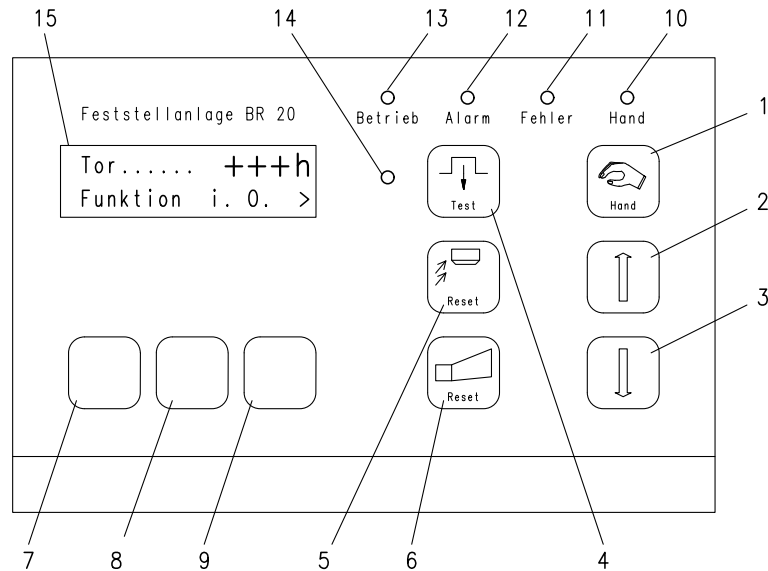 15 14 13 12 11 10
Feststellanlage BR 20
Betrieb Alarm Fehler Hand
1
Tor...... +++h
Funktion i. O. >
Test
Hand
2
Reset
3
Reset
7 8 9 5 6 4